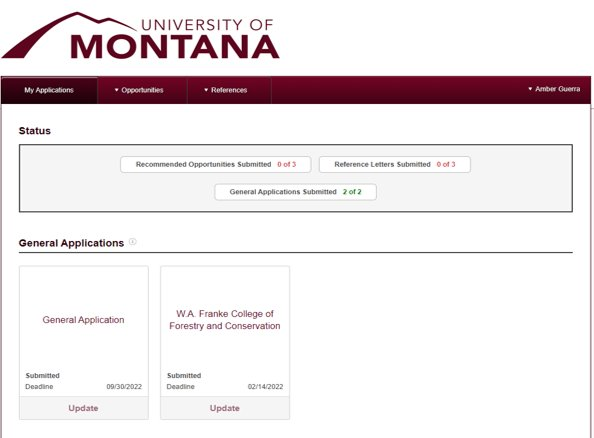 UNIVERSITY OF
MONTANA
My Applications
Opportunities
References
Amber Guerra
Status
Recommended Opportunities Submitted 0 of 3
Reference Letters Submitted 0 of 3
General Applications Submitted 2 of 2
General Applications
General Application
Submitted
Deadline 09/30/2022
Update
W.A. Franke College of
Forestry and Conservation
Submitted
Deadline 02/14/2022
Update